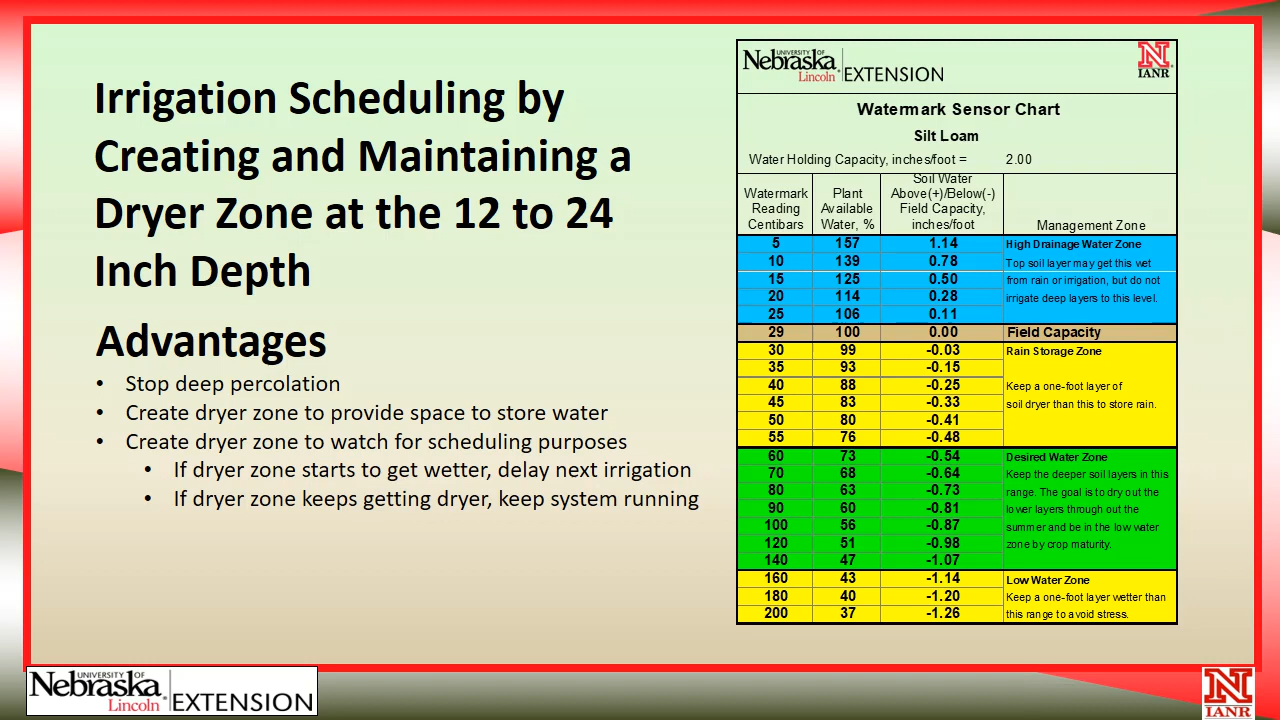 Irrigation Scheduling by
Creating and Maintaining a
Dryer Zone at the 12 to 24
Inch Depth
Advantages
• Stop deep percolation
• Create dryer zone to provide space to store water
• Create dryer zone to watch for scheduling purposes
• If dryer zone starts to get wetter, delay next irrigation
• If dryer zone keeps getting dryer, keep system running
UNIVERSITY OF
Nebraska
Lincoln
EXTENSION
N
IANR
Watermark Sensor Chart
Silt Loam
Water Holding Capacity, inches/foot = 2.00
Watermark Reading Centibars
Plant Available Water, %
Soil Water Above(+)/Below(-) Field Capacity, inches/foot
Management Zone
5 157 1.14 High Drainage Water Zone
10 139 0.78 Top soil layer may get this wet
15 125 0.50 from rain or irrigation, but do not
20 114 0.28 irrigate deep layers to this level.
25 106 0.11
29 100 0.00 Field Capacity
30 99 -0.03 Rain Storage Zone
35 93 -0.15
40 88 -0.25 Keep a one-foot layer of
45 83 -0.33 soil dryer than this to store rain.
50 80 -0.41
55 76 -0.48
60 73 -0.54 Desired Water Zone
70 68 -0.64 Keep the deeper soil layers in this
80 63 -0.73 range. The goal is to dry out the
90 60 -0.81 lower layers through out the
100 56 -0.87 summer and be in the low water
120 51 -0.98 zone by crop maturity.
140 47 -1.07
160 43 -1.14 Low Water Zone
180 40 -1.20 Keep a one-foot layer wetter than
200 37 -1.26 this range to avoid stress.
UNIVERSITY OF
Nebraska
Lincoln
EXTENSION
N
IANR